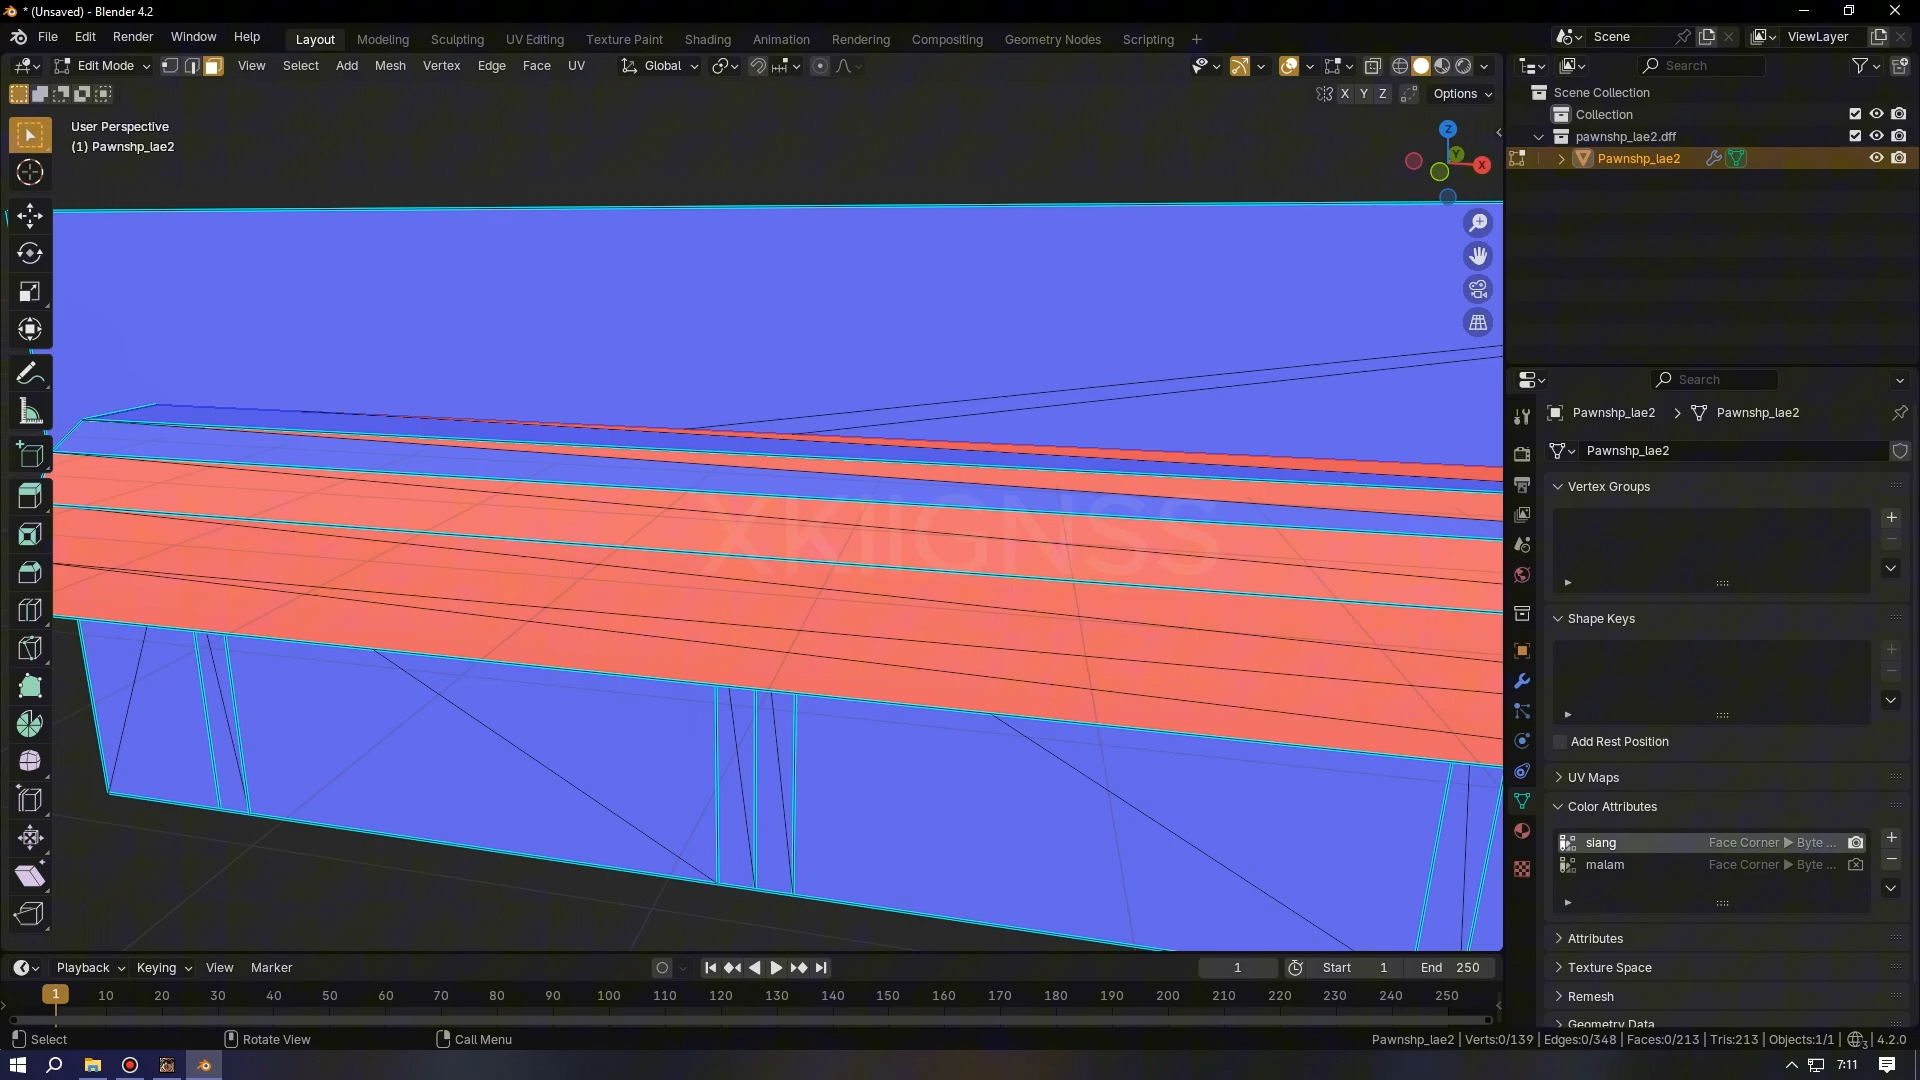 * (Unsaved) - Blender 4.2
File Edit Render Window Help
Layout Modeling Sculpting UV Editing Texture Paint Shading Animation Rendering Compositing Geometry Nodes Scripting +
Scene
ViewLayer
Edit Mode
View Select Add Mesh Vertex Edge Face UV
Global
Search
X Y Z
Options
Scene Collection
Collection
pawnshp_lae2.dff
Pawnshp_lae2
User Perspective
(1) Pawnshp_lae2
Z
Y
X
XKIIGNSS
Search
Pawnshp_lae2 > Pawnshp_lae2
Pawnshp_lae2
Vertex Groups
Shape Keys
Add Rest Position
UV Maps
Color Attributes
siang Face Corner ▶ Byte ...
malam Face Corner ▶ Byte ...
Attributes
Texture Space
Remesh
Geometry Data
Playback Keying View Marker
1
Start 1
End 250
1 10 20 30 40 50 60 70 80 90 100 110 120 130 140 150 160 170 180 190 200 210 220 230 240 250
Select
Rotate View
Call Menu
Pawnshp_lae2 | Verts:0/139 | Edges:0/348 | Faces:0/213 | Tris:213 | Objects:1/1 | 3 | 4.2.0
7:11